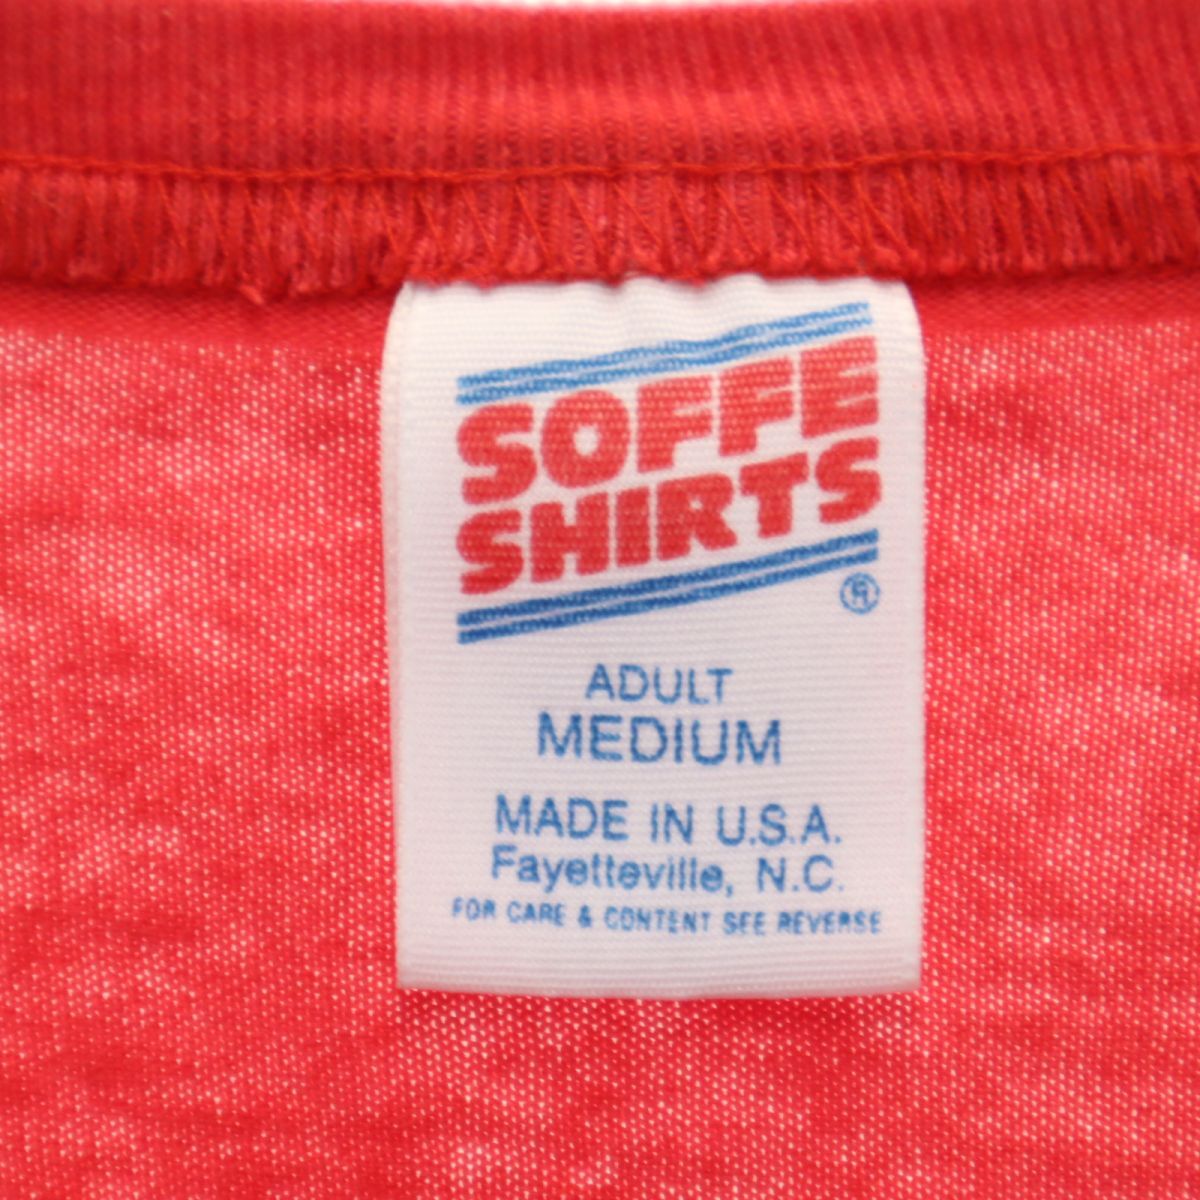 SOFFE
SHIRTS
®
ADULT
MEDIUM
MADE IN U.S.A.
Fayetteville, N.C.
FOR CARE & CONTENT SEE REVERSE